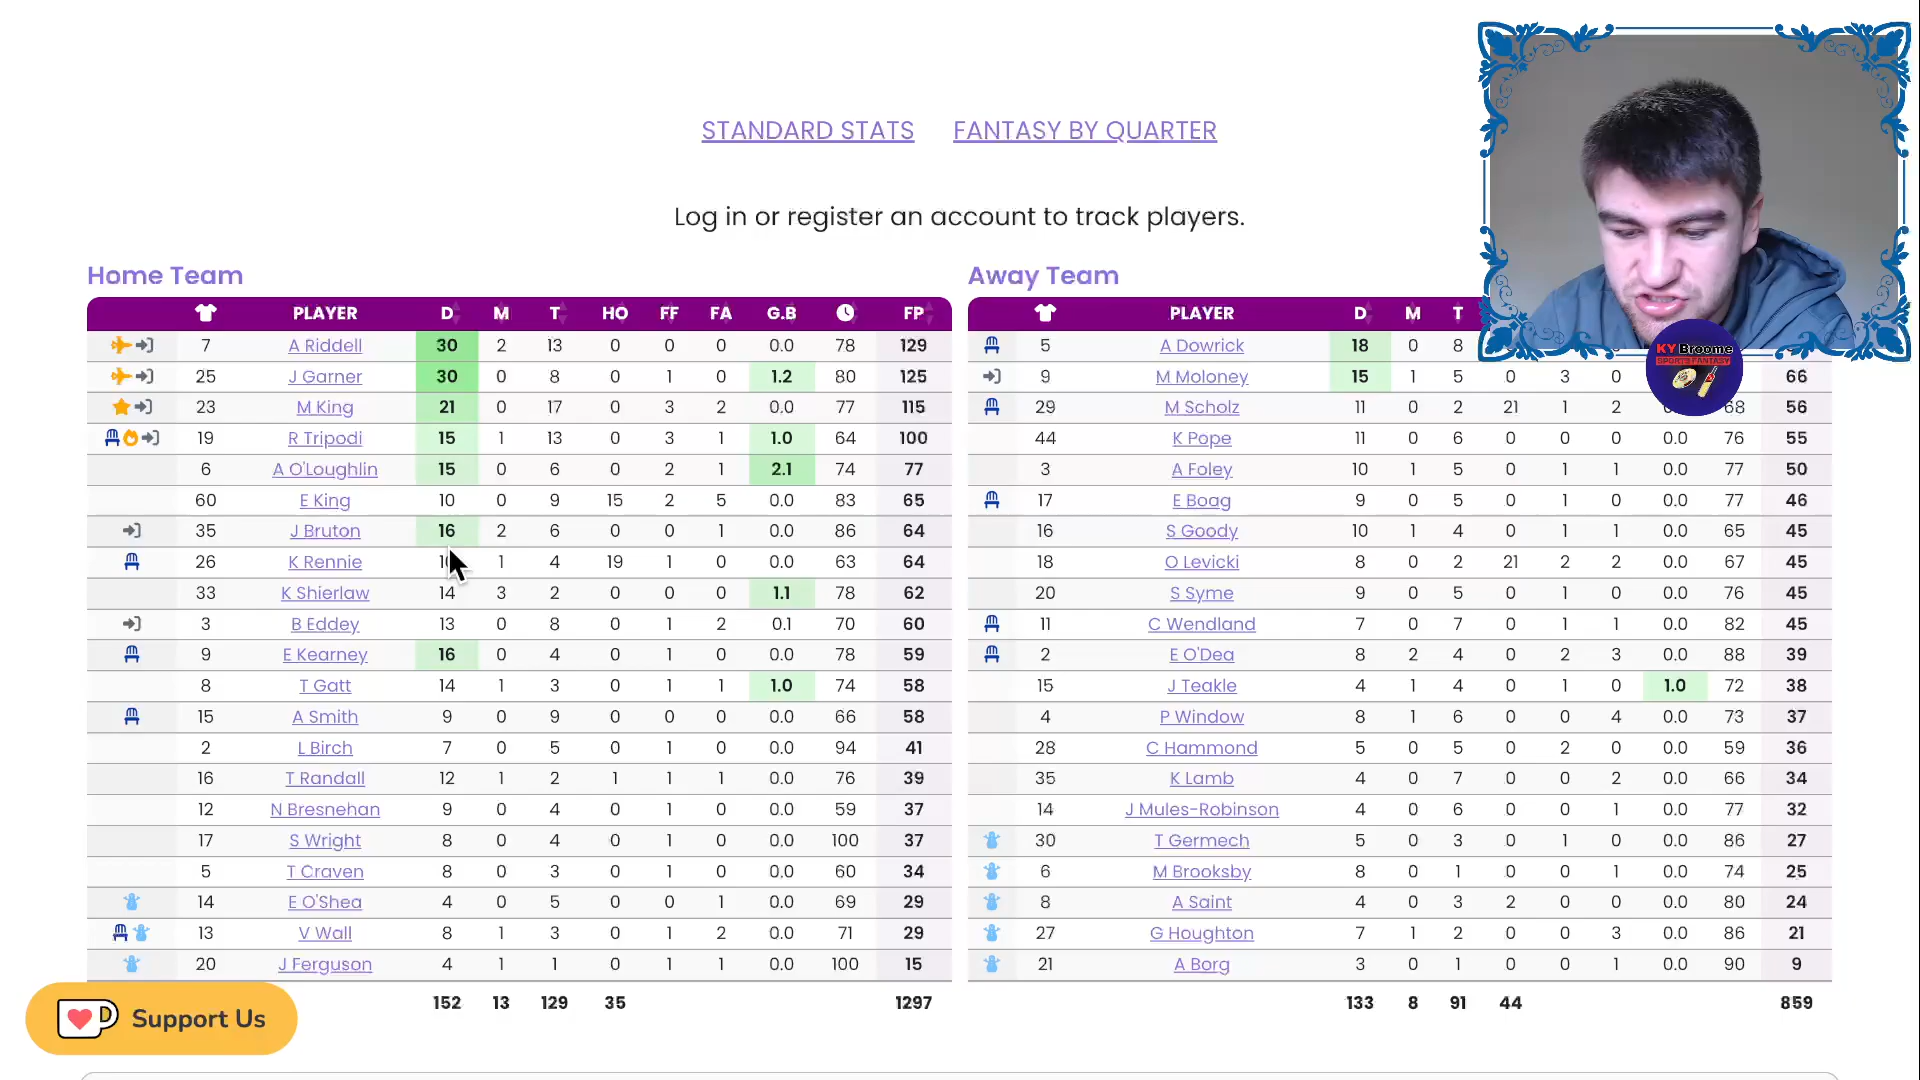 STANDARD STATS FANTASY BY QUARTER
Log in or register an account to track players.
Home Team
PLAYER D M T HO FF FA G.B FP
7 A Riddell 30 2 13 0 0 0 0.0 78 129
25 J Garner 30 0 8 0 1 0 1.2 80 125
23 M King 21 0 17 0 3 2 0.0 77 115
19 R Tripodi 15 1 13 0 3 1 1.0 64 100
6 A O'Loughlin 15 0 6 0 2 1 2.1 74 77
60 E King 10 0 9 15 2 5 0.0 83 65
35 J Bruton 16 2 6 0 0 1 0.0 86 64
26 K Rennie 1 4 19 1 0 0.0 63 64
33 K Shierlaw 14 3 2 0 0 0 1.1 78 62
3 B Eddey 13 0 8 0 1 2 0.1 70 60
9 E Kearney 16 0 4 0 1 0 0.0 78 59
8 T Gatt 14 1 3 0 1 1 1.0 74 58
15 A Smith 9 0 9 0 0 0 0.0 66 58
2 L Birch 7 0 5 0 1 0 0.0 94 41
16 T Randall 12 1 2 1 1 1 0.0 76 39
12 N Bresnehan 9 0 4 0 1 0 0.0 59 37
17 S Wright 8 0 4 0 1 0 0.0 100 37
5 T Craven 8 0 3 0 1 0 0.0 60 34
14 E O'Shea 4 0 5 0 0 1 0.0 69 29
13 V Wall 8 1 3 0 1 2 0.0 71 29
20 J Ferguson 4 1 1 0 1 1 0.0 100 15
152 13 129 35 1297
Away Team
PLAYER D M T
5 A Dowrick 18 0 8
9 M Moloney 15 1 5 0 3 0 66
29 M Scholz 11 0 2 21 1 2 68 56
44 K Pope 11 0 6 0 0 0 0.0 76 55
3 A Foley 10 1 5 0 1 1 0.0 77 50
17 E Boag 9 0 5 0 1 0 0.0 77 46
16 S Goody 10 1 4 0 1 1 0.0 65 45
18 O Levicki 8 0 2 21 2 2 0.0 67 45
20 S Syme 9 0 5 0 1 0 0.0 76 45
11 C Wendland 7 0 7 0 1 1 0.0 82 45
2 E O'Dea 8 2 4 0 2 3 0.0 88 39
15 J Teakle 4 1 4 0 1 0 1.0 72 38
4 P Window 8 1 6 0 0 4 0.0 73 37
28 C Hammond 5 0 5 0 2 0 0.0 59 36
35 K Lamb 4 0 7 0 0 2 0.0 66 34
14 J Mules-Robinson 4 0 6 0 0 1 0.0 77 32
30 T Germech 5 0 3 0 1 0 0.0 86 27
6 M Brooksby 8 0 1 0 0 1 0.0 74 25
8 A Saint 4 0 3 2 0 0 0.0 80 24
27 G Houghton 7 1 2 0 0 3 0.0 86 21
21 A Borg 3 0 1 0 0 1 0.0 90 9
133 8 91 44 859
KY Broome
SPORTS FANTASY
Support Us